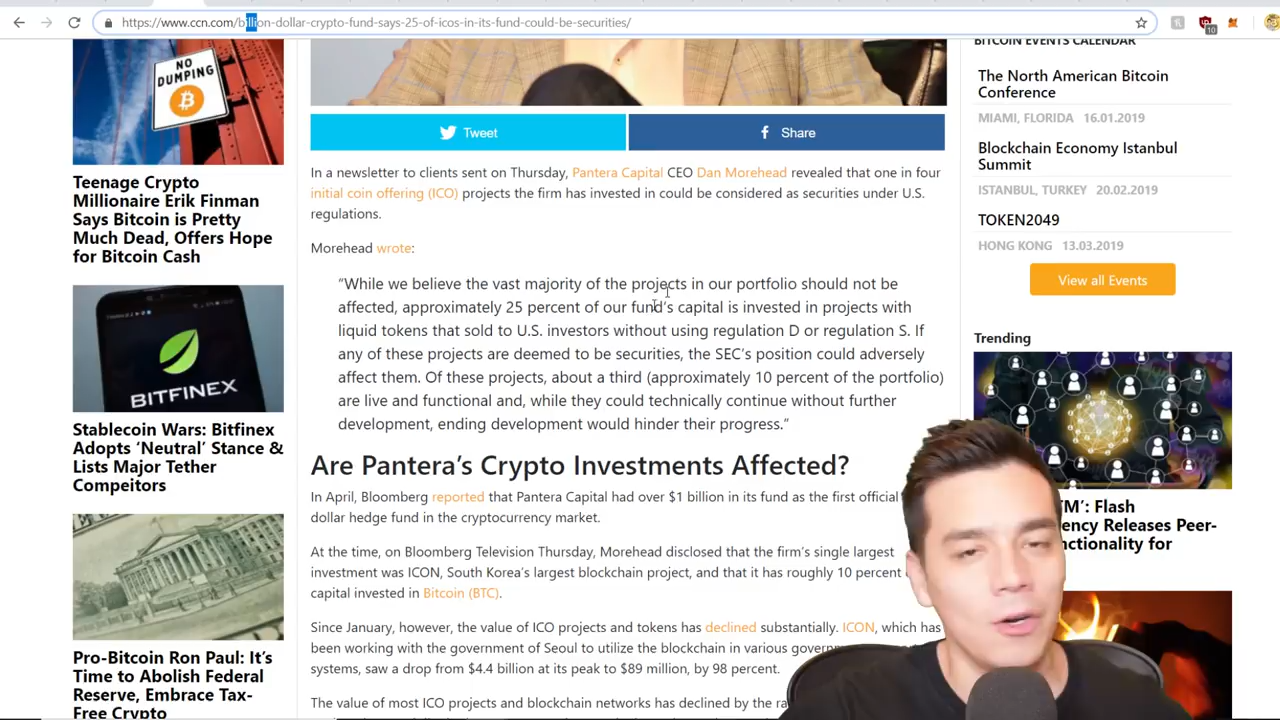 https://www.ccn.com/billion-dollar-crypto-fund-says-25-of-icos-in-its-fund-could-be-securities/
10
NO
DUMPING
Teenage Crypto
Millionaire Erik Finman
Says Bitcoin is Pretty
Much Dead, Offers Hope
for Bitcoin Cash
BITFINEX
Stablecoin Wars: Bitfinex
Adopts ‘Neutral’ Stance &
Lists Major Tether
Compeitors
Pro-Bitcoin Ron Paul: It’s
Time to Abolish Federal
Reserve, Embrace Tax-
Free Crypto
Tweet
Share
In a newsletter to clients sent on Thursday, Pantera Capital CEO Dan Morehead revealed that one in four
initial coin offering (ICO) projects the firm has invested in could be considered as securities under U.S.
regulations.
Morehead wrote:
“While we believe the vast majority of the projects in our portfolio should not be
affected, approximately 25 percent of our fund’s capital is invested in projects with
liquid tokens that sold to U.S. investors without using regulation D or regulation S. If
any of these projects are deemed to be securities, the SEC’s position could adversely
affect them. Of these projects, about a third (approximately 10 percent of the portfolio)
are live and functional and, while they could technically continue without further
development, ending development would hinder their progress.“
Are Pantera’s Crypto Investments Affected?
In April, Bloomberg reported that Pantera Capital had over $1 billion in its fund as the first official
dollar hedge fund in the cryptocurrency market.
At the time, on Bloomberg Television Thursday, Morehead disclosed that the firm’s single largest
investment was ICON, South Korea’s largest blockchain project, and that it has roughly 10 percent
capital invested in Bitcoin (BTC).
Since January, however, the value of ICO projects and tokens has declined substantially. ICON, which has
been working with the government of Seoul to utilize the blockchain in various
systems, saw a drop from $4.4 billion at its peak to $89 million, by 98 percent.
The value of most ICO projects and blockchain networks has declined by the
BITCOIN EVENTS CALENDAR
The North American Bitcoin
Conference
MIAMI, FLORIDA 16.01.2019
Blockchain Economy Istanbul
Summit
ISTANBUL, TURKEY 20.02.2019
TOKEN2049
HONG KONG 13.03.2019
View all Events
Trending
Flash
Releases Peer-
for